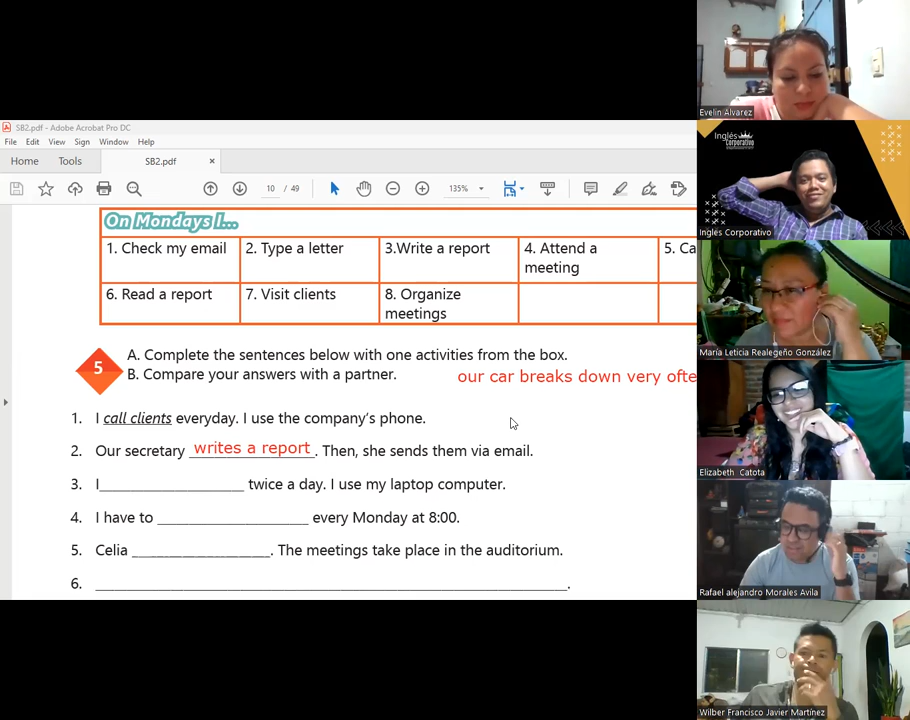 SB2.pdf - Adobe Acrobat Pro DC
File Edit View Sign Window Help
Home Tools SB2.pdf ×
10 / 49 135%
On Mondays I...
1. Check my email 2. Type a letter 3.Write a report 4. Attend a meeting 5. Ca
6. Read a report 7. Visit clients 8. Organize meetings
5 A. Complete the sentences below with one activities from the box.
B. Compare your answers with a partner.
our car breaks down very ofte
1. I call clients everyday. I use the company's phone.
2. Our secretary writes a report. Then, she sends them via email.
3. I_________________ twice a day. I use my laptop computer.
4. I have to __________________ every Monday at 8:00.
5. Celia ________________. The meetings take place in the auditorium.
6. ________________________________________________________.
Evelin Alvarez
Inglés Corporativo
Inglés Corporativo
María Leticia Realegeño González
Elizabeth Catota
Rafael alejandro Morales Avila
Wilber Francisco Javier Martínez